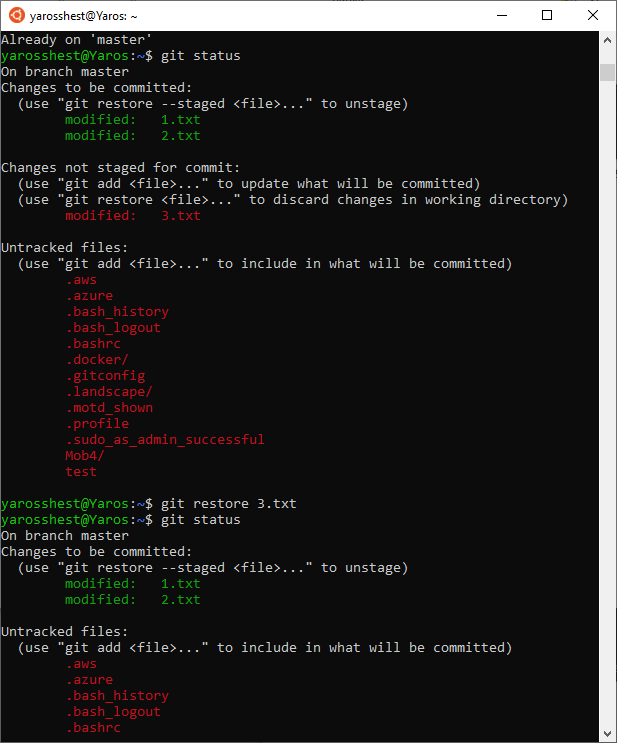 yarosshest@Yaros: ~
Already on 'master'
yarosshest@Yaros:~$ git status
On branch master
Changes to be committed:
  (use "git restore --staged <file>..." to unstage)
        modified:   1.txt
        modified:   2.txt

Changes not staged for commit:
  (use "git add <file>..." to update what will be committed)
  (use "git restore <file>..." to discard changes in working directory)
        modified:   3.txt

Untracked files:
  (use "git add <file>..." to include in what will be committed)
        .aws
        .azure
        .bash_history
        .bash_logout
        .bashrc
        .docker/
        .gitconfig
        .landscape/
        .motd_shown
        .profile
        .sudo_as_admin_successful
        Mob4/
        test

yarosshest@Yaros:~$ git restore 3.txt
yarosshest@Yaros:~$ git status
On branch master
Changes to be committed:
  (use "git restore --staged <file>..." to unstage)
        modified:   1.txt
        modified:   2.txt

Untracked files:
  (use "git add <file>..." to include in what will be committed)
        .aws
        .azure
        .bash_history
        .bash_logout
        .bashrc